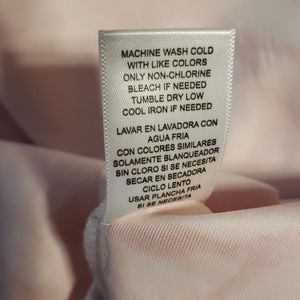 MACHINE WASH COLD
WITH LIKE COLORS
ONLY NON-CHLORINE
BLEACH IF NEEDED
TUMBLE DRY LOW
COOL IRON IF NEEDED
LAVAR EN LAVADORA CON
AGUA FRIA
CON COLORES SIMILARES
SOLAMENTE BLANQUEADOR
SIN CLORO SI SE NECESITA
SECAR EN SECADORA
CICLO LENTO
USAR PLANCHA FRIA
SI SE NECESITA